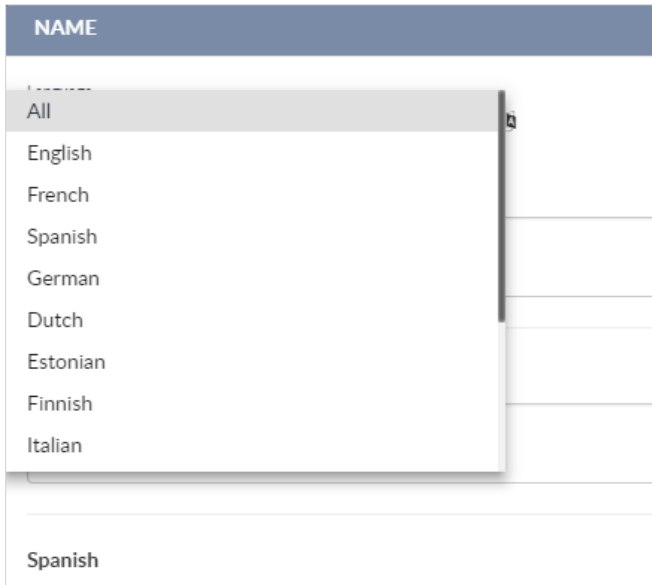 NAME
All
English
French
Spanish
German
Dutch
Estonian
Finnish
Italian
Spanish